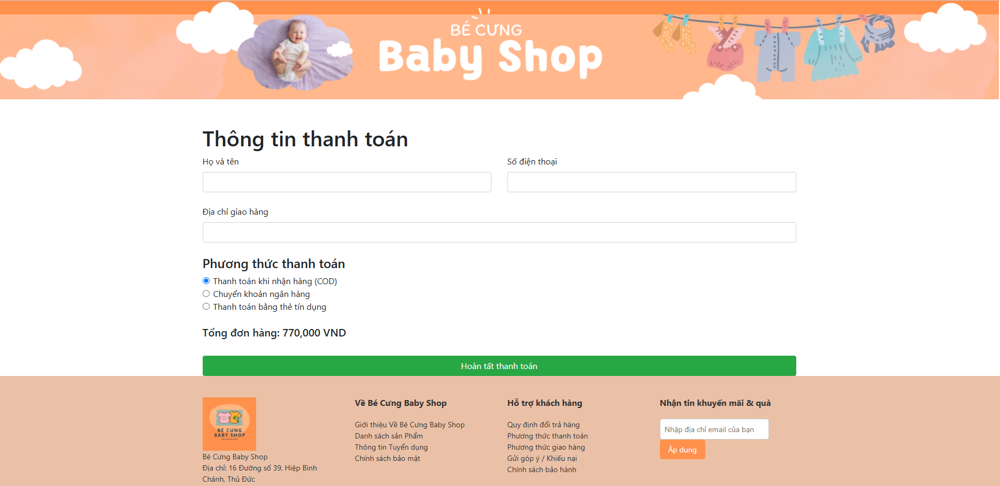 BÉ CƯNG
Baby Shop
Thông tin thanh toán
Họ và tên
Số điện thoại
Địa chỉ giao hàng
Phương thức thanh toán
Thanh toán khi nhận hàng (COD)
Chuyển khoản ngân hàng
Thanh toán bằng thẻ tín dụng
Tổng đơn hàng: 770,000 VND
Hoàn tất thanh toán
BÉ CƯNG
BABY SHOP
Bé Cưng Baby Shop
Địa chỉ: 16 Đường số 39, Hiệp Bình
Chánh, Thủ Đức
Về Bé Cưng Baby Shop
Giới thiệu Về Bé Cưng Baby Shop
Danh sách sản Phẩm
Thông tin Tuyển dụng
Chính sách bảo mật
Hỗ trợ khách hàng
Quy định đổi trả hàng
Phương thức thanh toán
Phương thức giao hàng
Gửi góp ý / Khiếu nại
Chính sách bảo hành
Nhận tin khuyến mãi & quà
Nhập địa chỉ email của bạn
Áp dụng